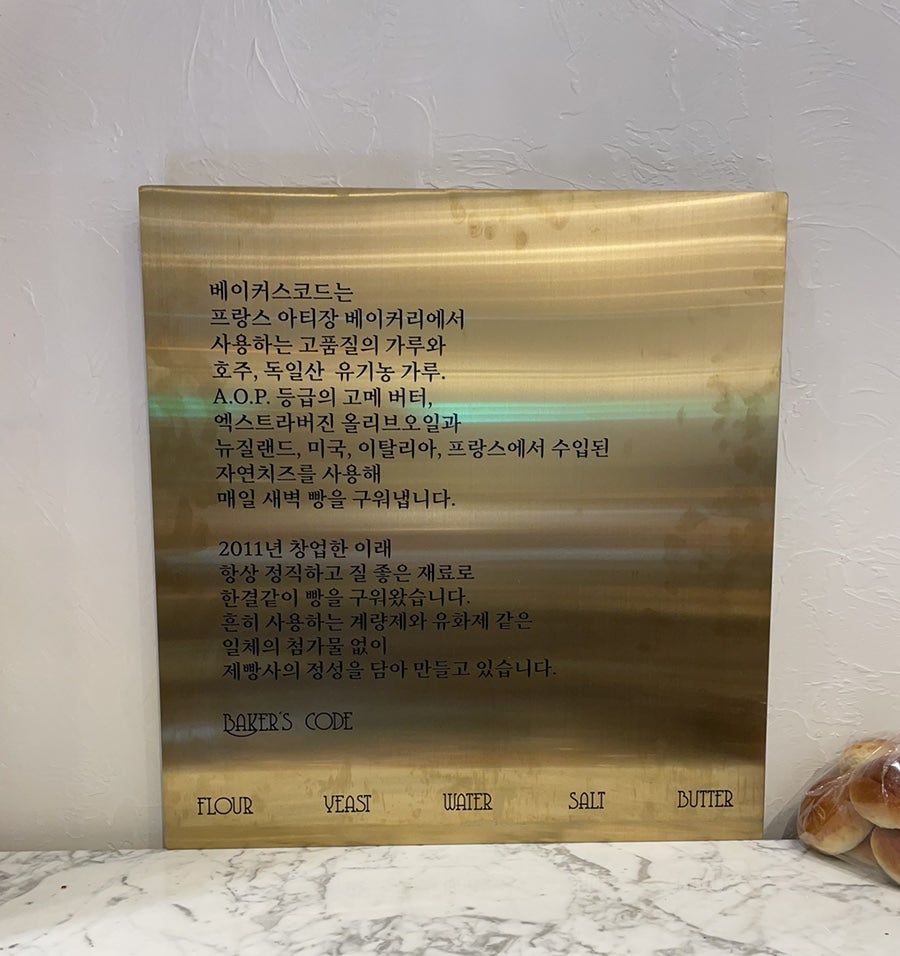 베이커스코드는
프랑스 아티장 베이커리에서
사용하는 고품질의 가루와
호주, 독일산 유기농 가루.
A.O.P. 등급의 고메 버터,
엑스트라버진 올리브오일과
뉴질랜드, 미국, 이탈리아, 프랑스에서 수입된
자연치즈를 사용해
매일 새벽 빵을 구워냅니다.
2011년 창업한 이래
항상 정직하고 질 좋은 재료로
한결같이 빵을 구워왔습니다.
흔히 사용하는 계량제와 유화제 같은
일체의 첨가물 없이
제빵사의 정성을 담아 만들고 있습니다.
BAKER'S CODE
FLOUR YEAST WATER SALT BUTTER